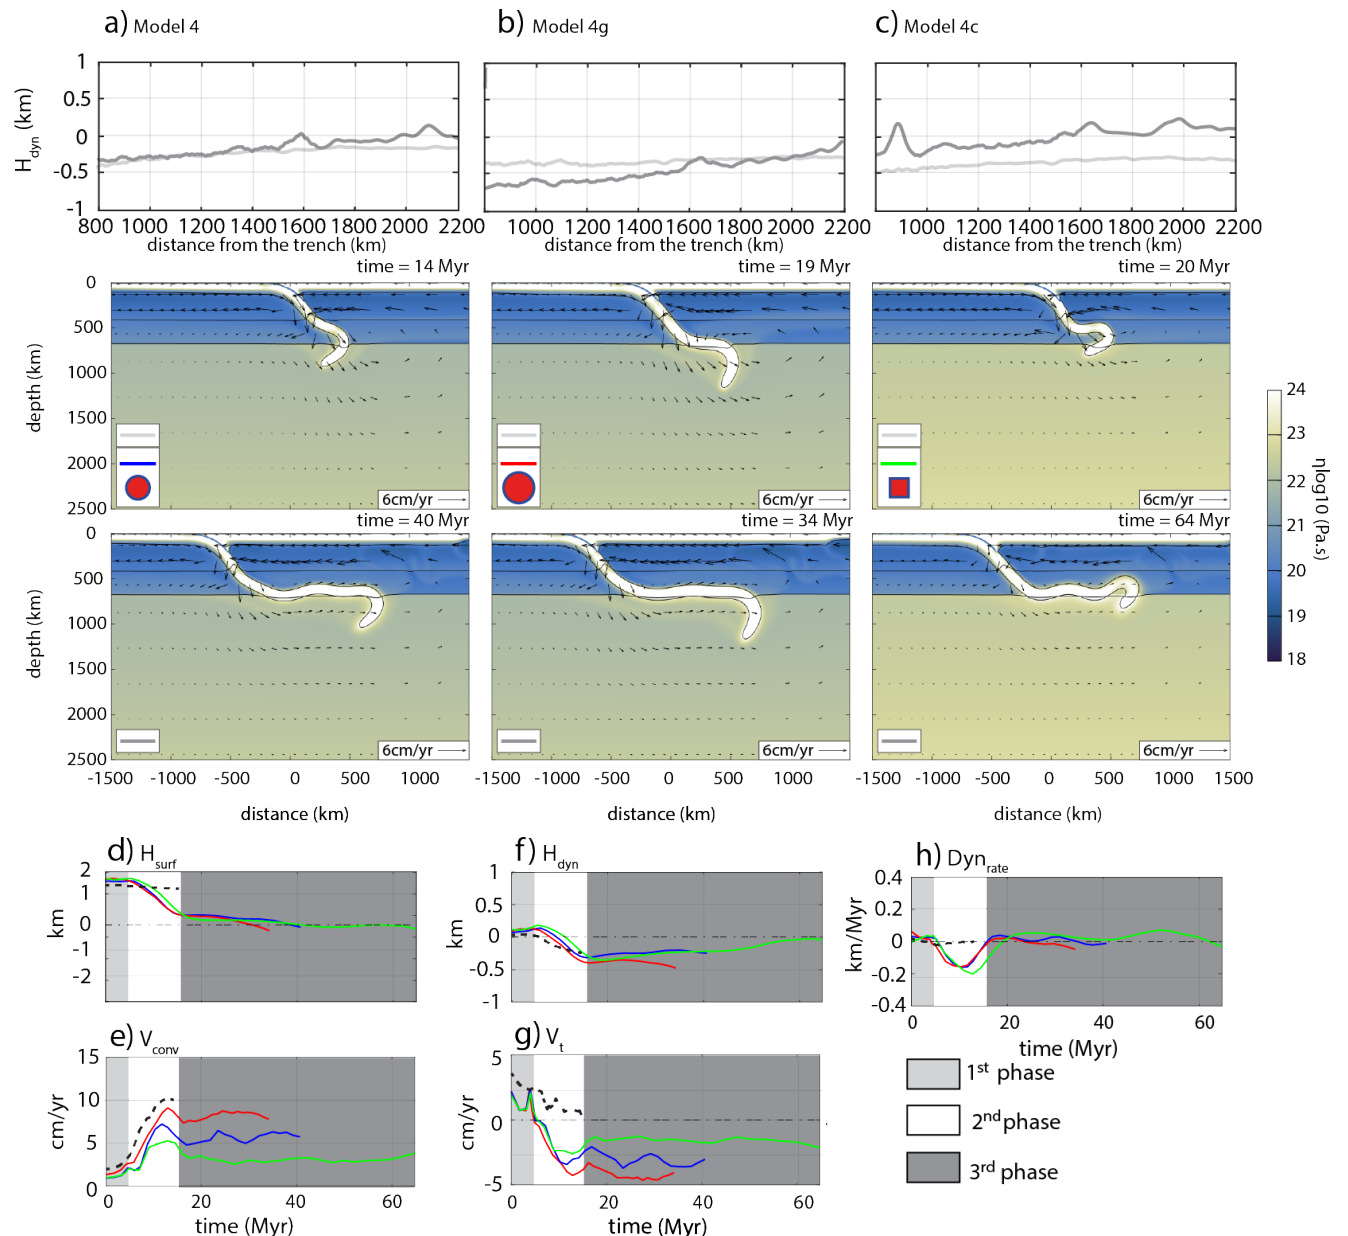 a) Model 4
b) Model 4g
c) Model 4c
H_dyn (km)
1
0.5
0
-0.5
-1
800 1000 1200 1400 1600 1800 2000 2200
1000 1200 1400 1600 1800 2000 2200
1000 1200 1400 1600 1800 2000 2200
distance from the trench (km)
distance from the trench (km)
distance from the trench (km)
time = 14 Myr
time = 19 Myr
time = 20 Myr
depth (km)
0
500
1000
1500
2000
2500
6cm/yr
6cm/yr
6cm/yr
time = 40 Myr
time = 34 Myr
time = 64 Myr
depth (km)
0
500
1000
1500
2000
2500
6cm/yr
6cm/yr
6cm/yr
-1500 -1000 -500 0 500 1000
-1500 -1000 -500 0 500 1000
-1500 -1000 -500 0 500 1000 1500
distance (km)
distance (km)
distance (km)
24
23
22
21
20
19
18
ηlog10 (Pa.s)
d) H_surf
km
2
1
0
-1
-2
f) H_dyn
km
1
0.5
0
-0.5
-1
h) Dyn_rate
km/Myr
0.4
0.2
0
-0.2
-0.4
0 20 40 60
time (Myr)
e) V_conv
cm/yr
15
10
5
0
0 20 40 60
time (Myr)
g) V_t
cm/yr
5
0
-5
0 20 40 60
time (Myr)
1st phase
2nd phase
3rd phase